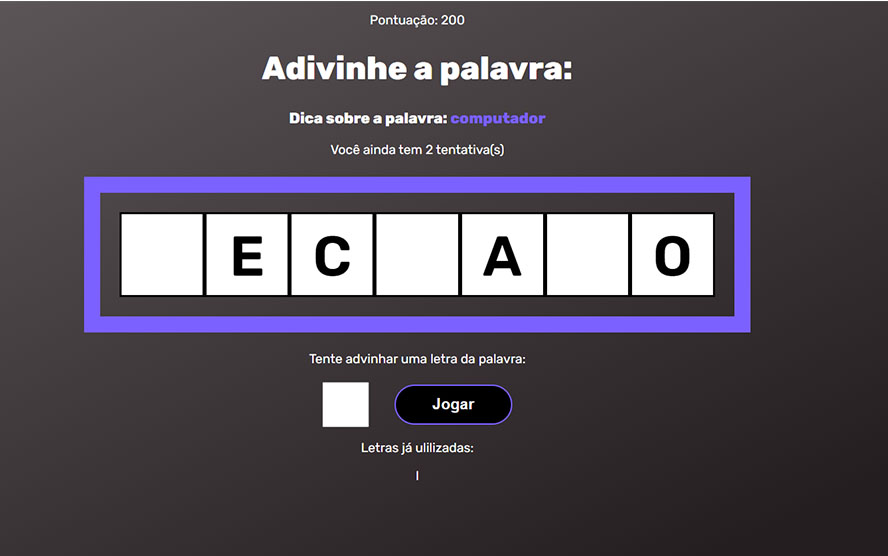 Pontuação: 200
Adivinhe a palavra:
Dica sobre a palavra: computador
Você ainda tem 2 tentativa(s)
E C A O
Tente advinhar uma letra da palavra:
Jogar
Letras já ulilizadas:
I